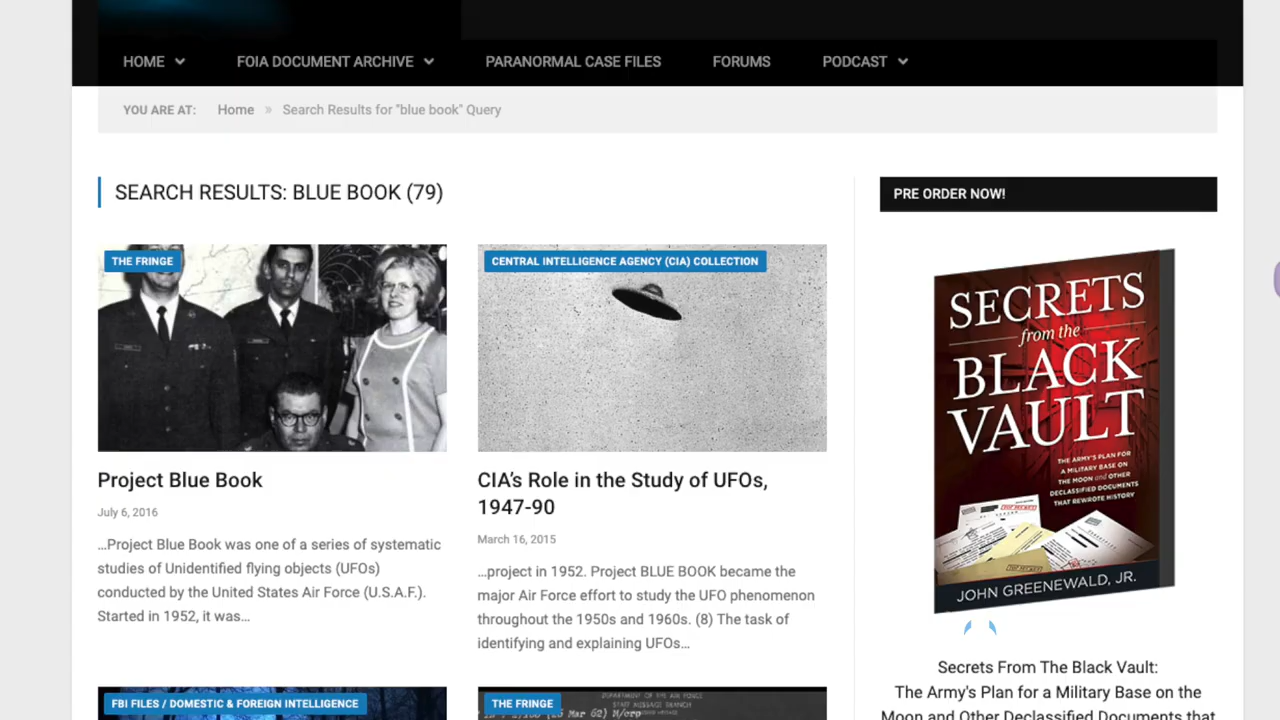 HOME
FOIA DOCUMENT ARCHIVE
PARANORMAL CASE FILES
FORUMS
PODCAST
YOU ARE AT:
Home » Search Results for "blue book" Query
SEARCH RESULTS: BLUE BOOK (79)
THE FRINGE
Project Blue Book
July 6, 2016
...Project Blue Book was one of a series of systematic
studies of Unidentified flying objects (UFOs)
conducted by the United States Air Force (U.S.A.F.).
Started in 1952, it was...
CENTRAL INTELLIGENCE AGENCY (CIA) COLLECTION
CIA’s Role in the Study of UFOs,
1947-90
March 16, 2015
...project in 1952. Project BLUE BOOK became the
major Air Force effort to study the UFO phenomenon
throughout the 1950s and 1960s. (8) The task of
identifying and explaining UFOs...
FBI FILES / DOMESTIC & FOREIGN INTELLIGENCE
THE FRINGE
DEPARTMENT OF THE AIR FORCE
STAFF MESSAGE BRANCH
PRE ORDER NOW!
SECRETS
from the
BLACK
VAULT
THE ARMY'S PLAN FOR
A MILITARY BASE ON
THE MOON and OTHER
DECLASSIFIED DOCUMENTS
THAT REWROTE HISTORY
JOHN GREENEWALD, JR.
Secrets From The Black Vault:
The Army's Plan for a Military Base on the
Moon and Other Declassified Documents that